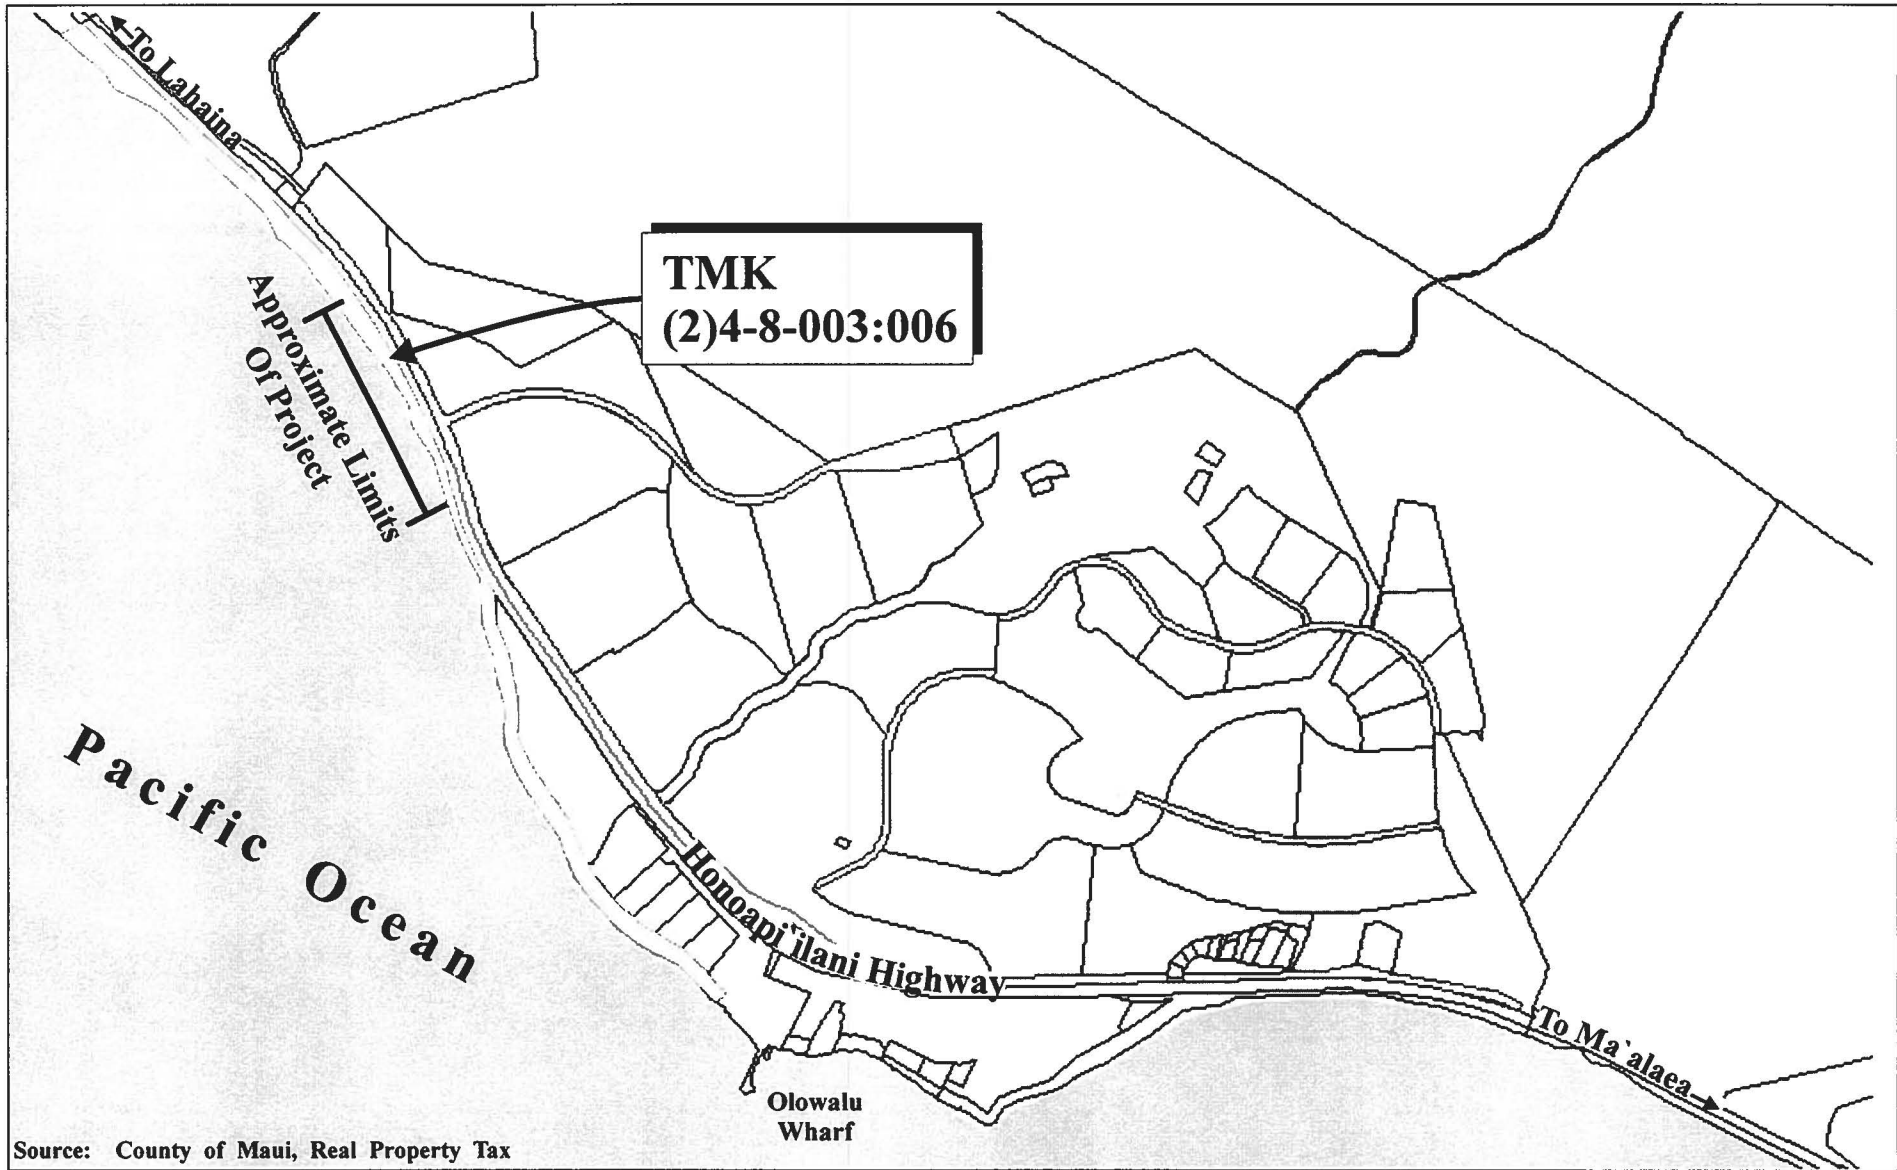 To Lahaina
TMK
(2)4-8-003:006
Approximate Limits
Of Project
Pacific Ocean
Honoapi`ilani Highway
To Ma`alaea
Olowalu
Wharf
Source: County of Maui, Real Property Tax